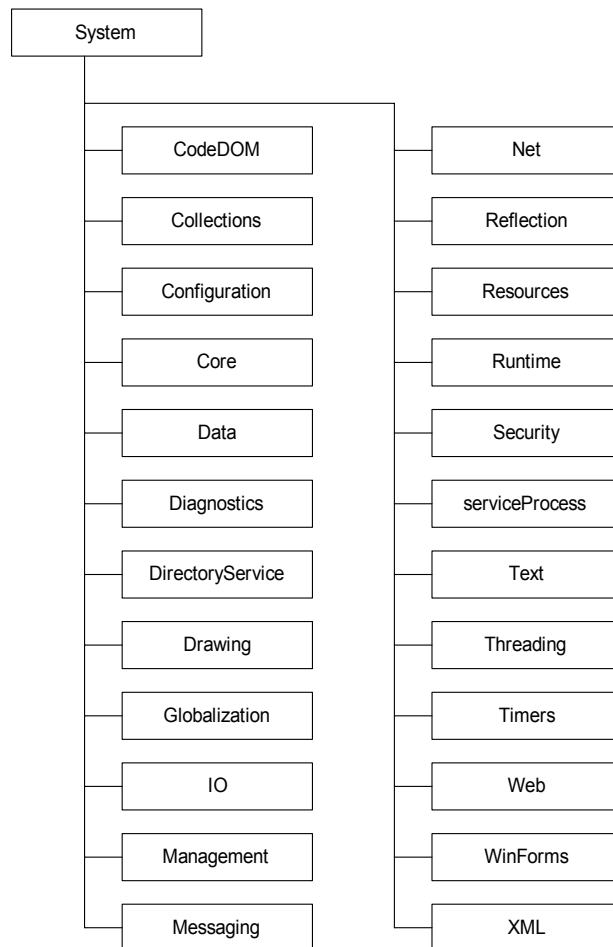 System
CodeDOM
Collections
Configuration
Core
Data
Diagnostics
DirectoryService
Drawing
Globalization
IO
Management
Messaging
Net
Reflection
Resources
Runtime
Security
serviceProcess
Text
Threading
Timers
Web
WinForms
XML